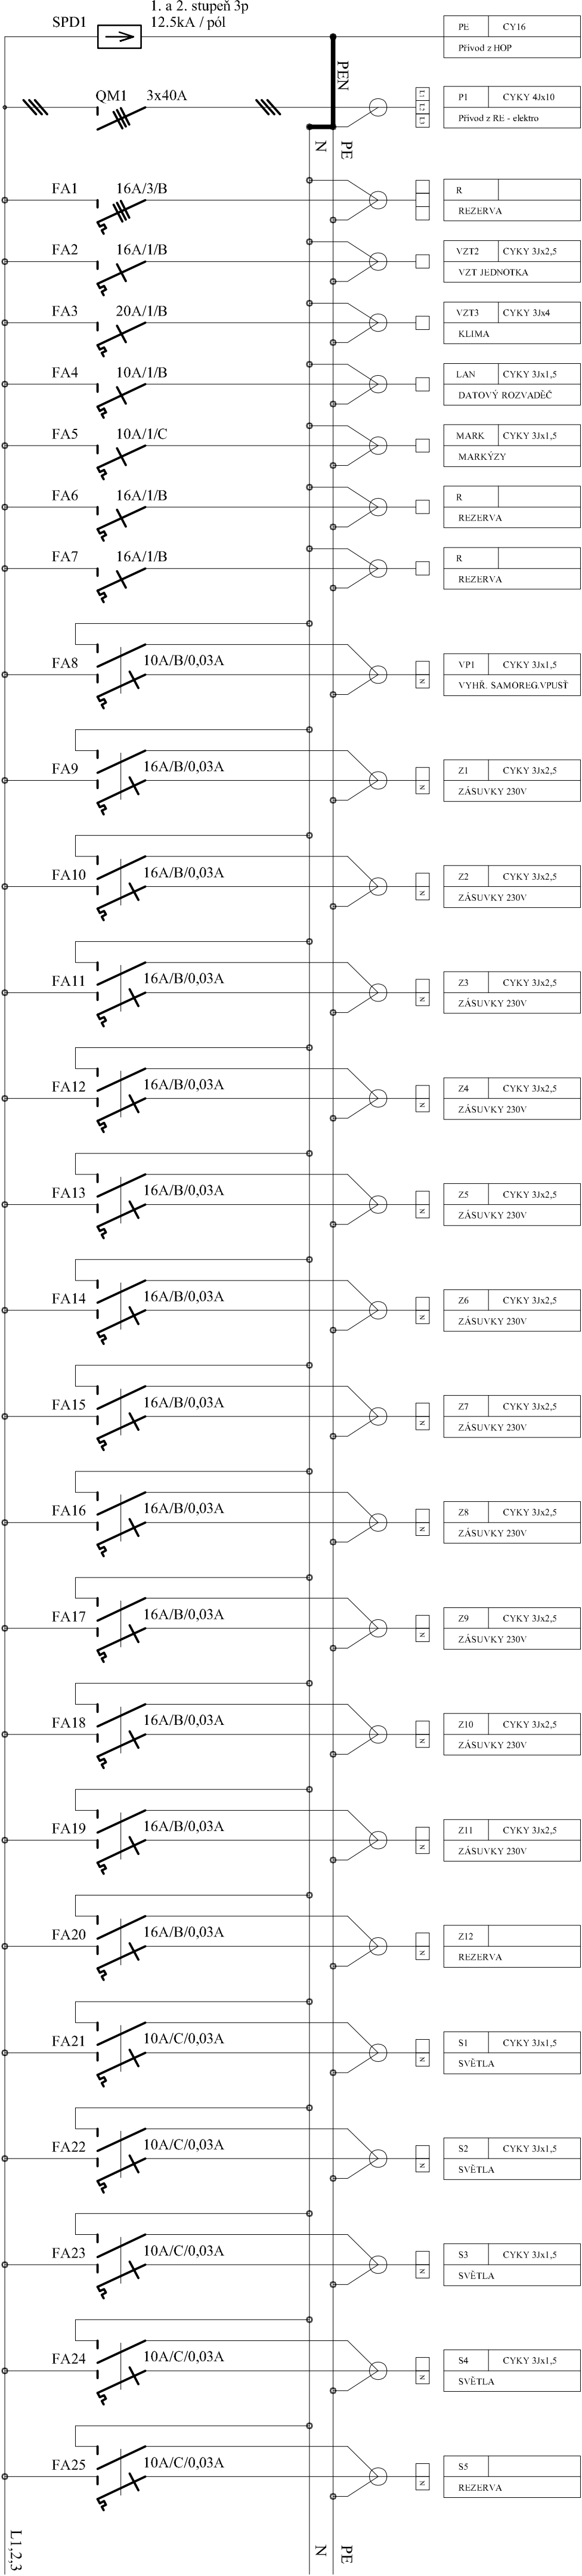 1. a 2. stupeň 3p
SPD1
12.5kA / pól
PE
CY16
Přívod z HOP
PEN
QM1
3x40A
L1
L2
L3
P1
CYKY 4Jx10
Přívod z RE - elektro
N
PE
FA1
16A/3/B
R
REZERVA
FA2
16A/1/B
VZT2
CYKY 3Jx2,5
VZT JEDNOTKA
FA3
20A/1/B
VZT3
CYKY 3Jx4
KLIMA
FA4
10A/1/B
LAN
CYKY 3Jx1,5
DATOVÝ ROZVADĚČ
FA5
10A/1/C
MARK
CYKY 3Jx1,5
MARKÝZY
FA6
16A/1/B
R
REZERVA
FA7
16A/1/B
R
REZERVA
FA8
10A/B/0,03A
N
VP1
CYKY 3Jx1,5
VYHŘ. SAMOREG.VPUSŤ
FA9
16A/B/0,03A
N
Z1
CYKY 3Jx2,5
ZÁSUVKY 230V
FA10
16A/B/0,03A
N
Z2
CYKY 3Jx2,5
ZÁSUVKY 230V
FA11
16A/B/0,03A
N
Z3
CYKY 3Jx2,5
ZÁSUVKY 230V
FA12
16A/B/0,03A
N
Z4
CYKY 3Jx2,5
ZÁSUVKY 230V
FA13
16A/B/0,03A
N
Z5
CYKY 3Jx2,5
ZÁSUVKY 230V
FA14
16A/B/0,03A
N
Z6
CYKY 3Jx2,5
ZÁSUVKY 230V
FA15
16A/B/0,03A
N
Z7
CYKY 3Jx2,5
ZÁSUVKY 230V
FA16
16A/B/0,03A
N
Z8
CYKY 3Jx2,5
ZÁSUVKY 230V
FA17
16A/B/0,03A
N
Z9
CYKY 3Jx2,5
ZÁSUVKY 230V
FA18
16A/B/0,03A
N
Z10
CYKY 3Jx2,5
ZÁSUVKY 230V
FA19
16A/B/0,03A
N
Z11
CYKY 3Jx2,5
ZÁSUVKY 230V
FA20
16A/B/0,03A
N
Z12
REZERVA
FA21
10A/C/0,03A
N
S1
CYKY 3Jx1,5
SVĚTLA
FA22
10A/C/0,03A
N
S2
CYKY 3Jx1,5
SVĚTLA
FA23
10A/C/0,03A
N
S3
CYKY 3Jx1,5
SVĚTLA
FA24
10A/C/0,03A
N
S4
CYKY 3Jx1,5
SVĚTLA
FA25
10A/C/0,03A
N
S5
REZERVA
L1,2,3
N
PE